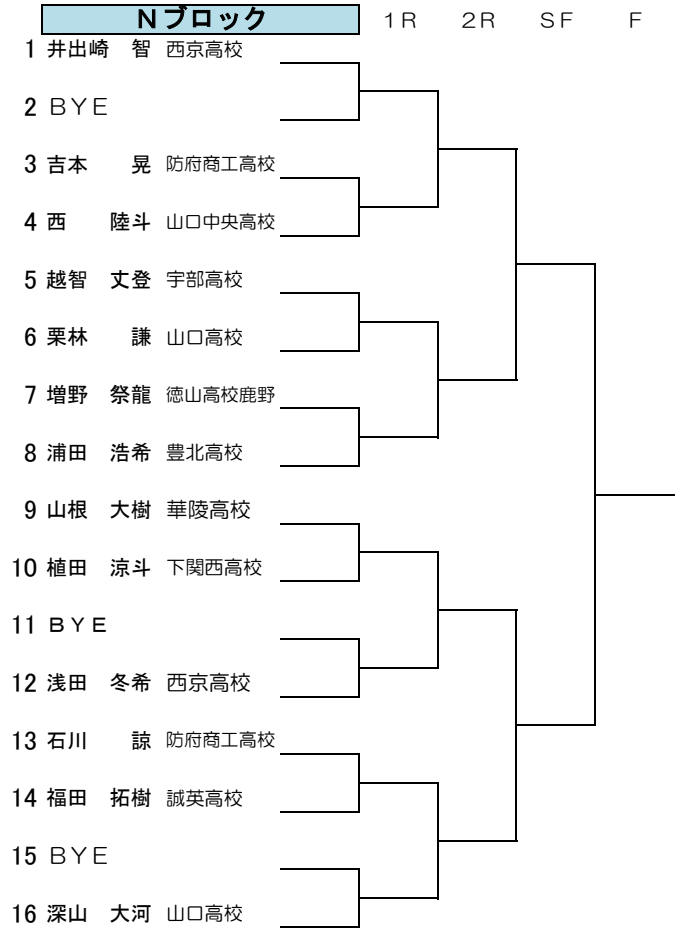 Nブロック 1R 2R SF F
1 井出崎 智 西京高校
2 BYE
3 吉本 晃 防府商工高校
4 西 陸斗 山口中央高校
5 越智 丈登 宇部高校
6 栗林 謙 山口高校
7 増野 祭龍 徳山高校鹿野
8 浦田 浩希 豊北高校
9 山根 大樹 華陵高校
10 植田 涼斗 下関西高校
11 BYE
12 浅田 冬希 西京高校
13 石川 諒 防府商工高校
14 福田 拓樹 誠英高校
15 BYE
16 深山 大河 山口高校